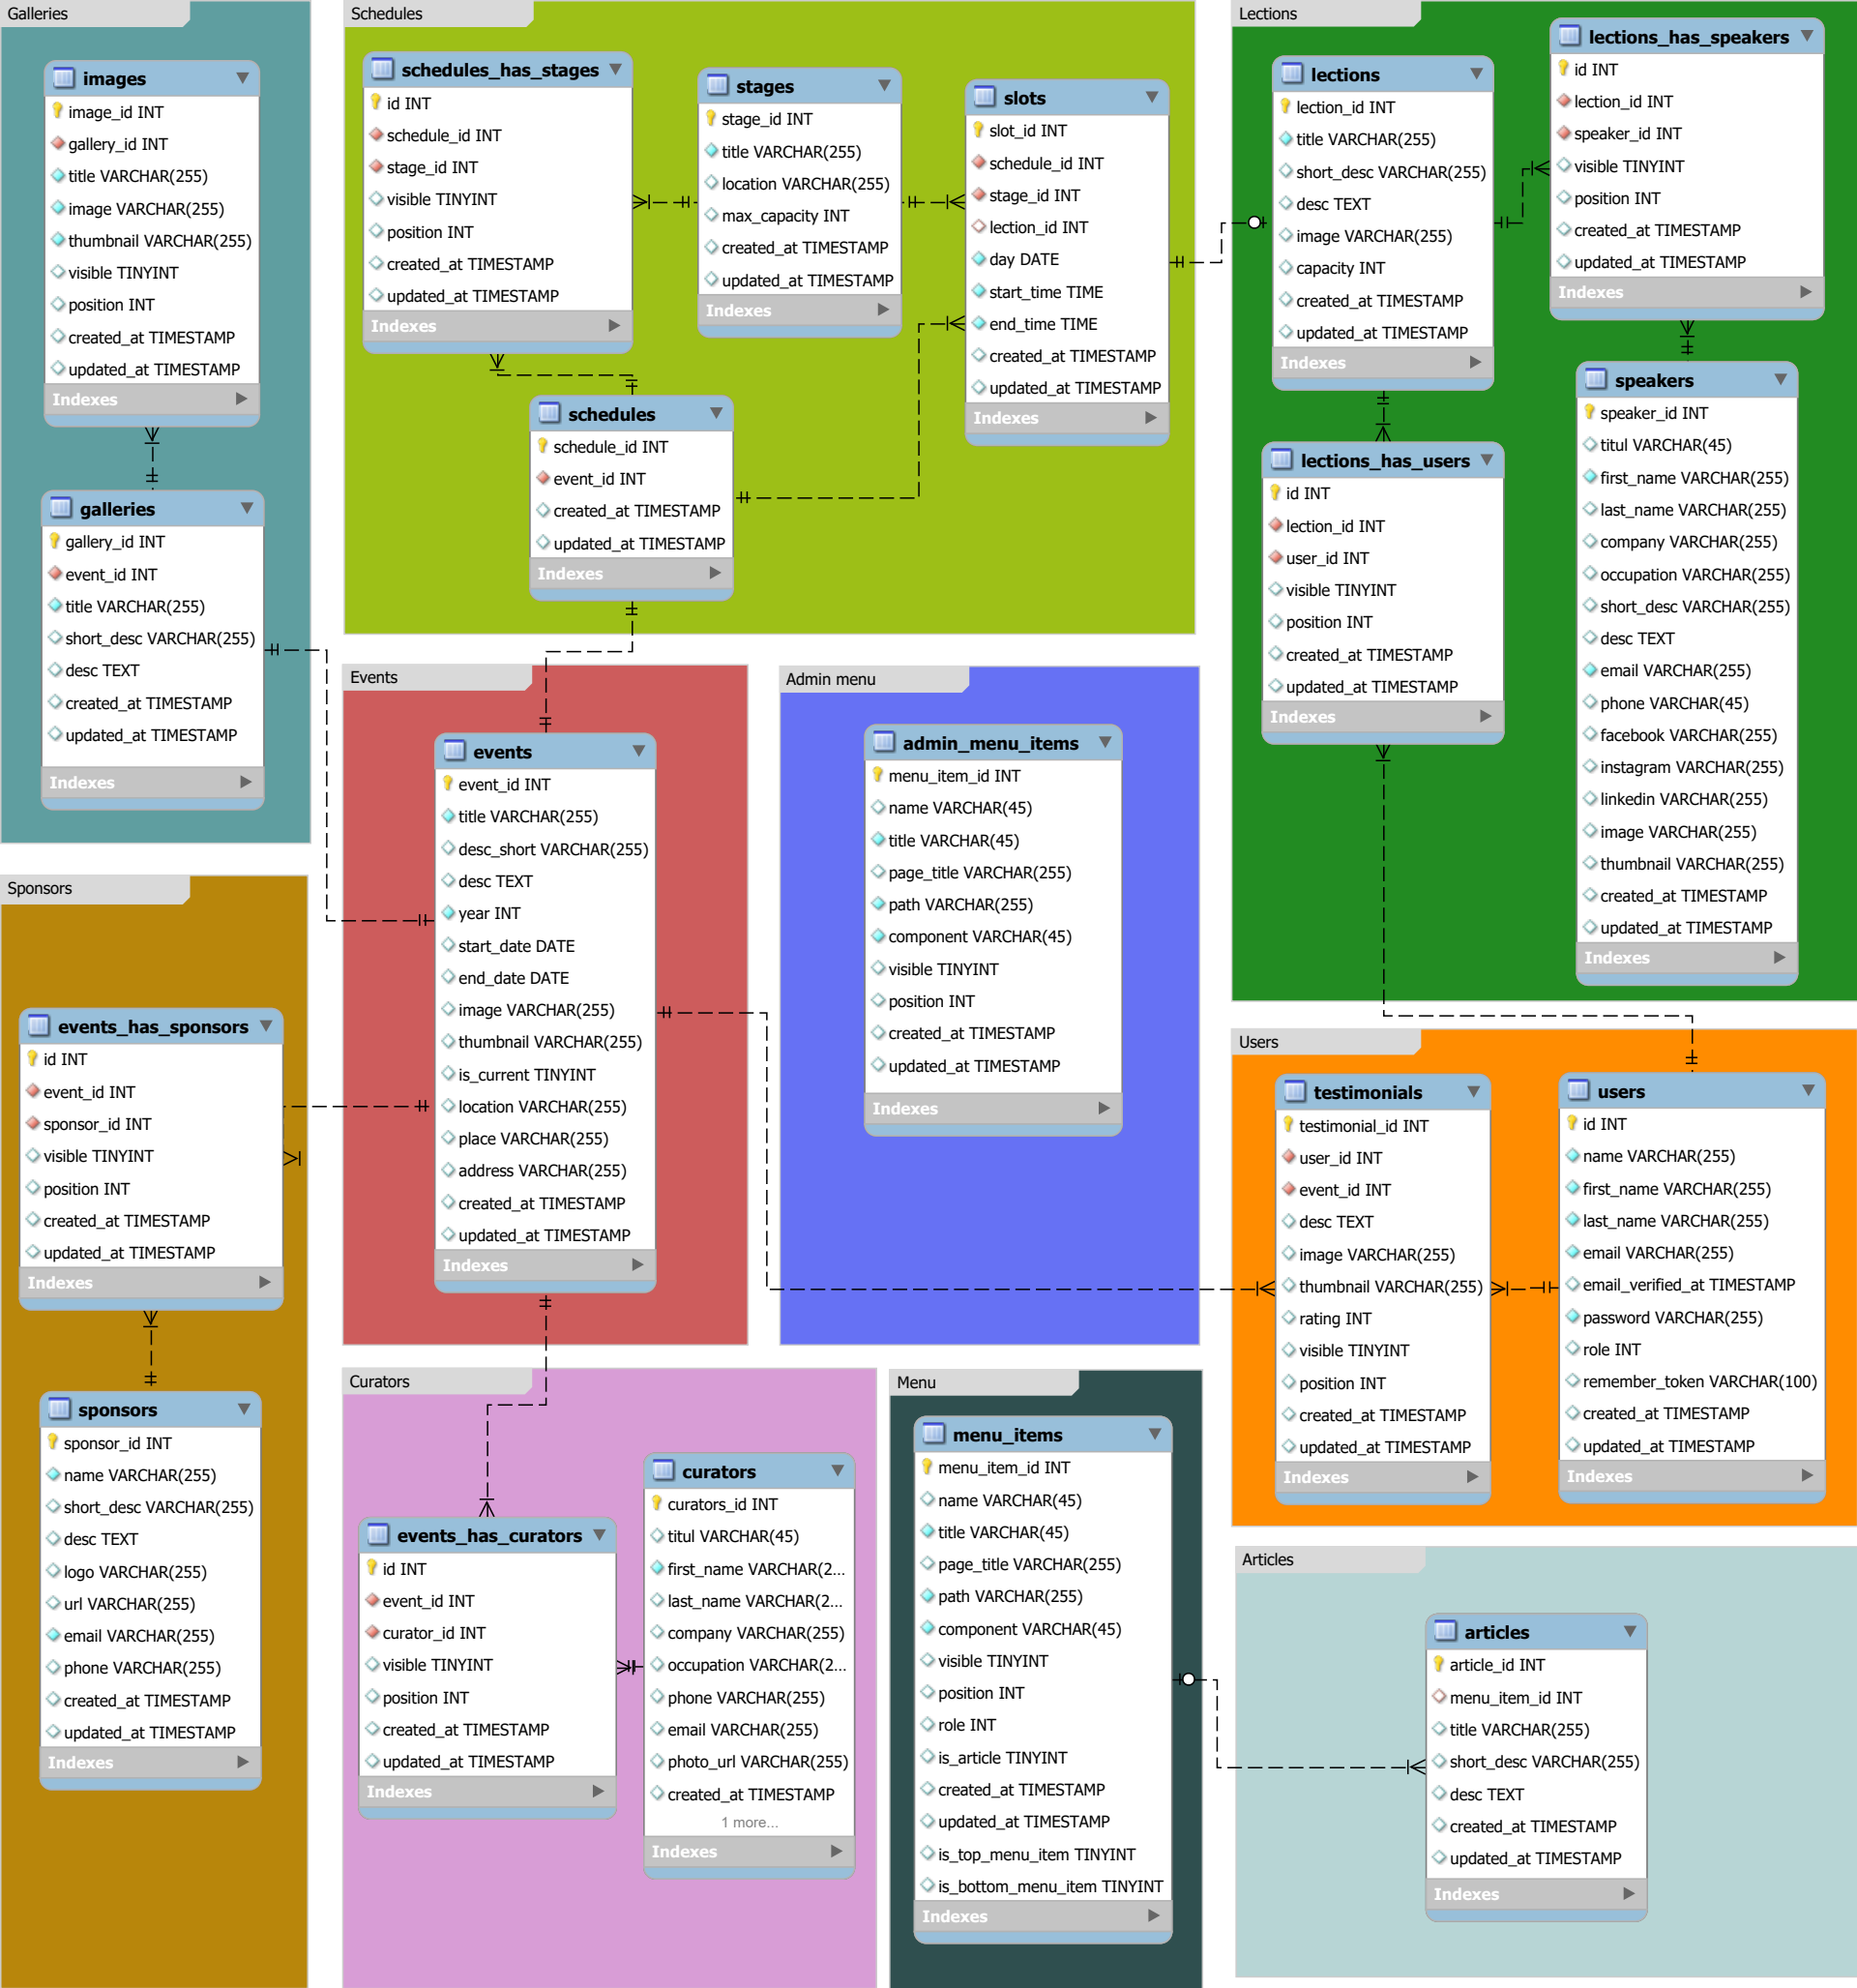 Galleries
images
image_id INT
gallery_id INT
title VARCHAR(255)
image VARCHAR(255)
thumbnail VARCHAR(255)
visible TINYINT
position INT
created_at TIMESTAMP
updated_at TIMESTAMP
Indexes
galleries
gallery_id INT
event_id INT
title VARCHAR(255)
short_desc VARCHAR(255)
desc TEXT
created_at TIMESTAMP
updated_at TIMESTAMP
Indexes
Schedules
schedules_has_stages
id INT
schedule_id INT
stage_id INT
visible TINYINT
position INT
created_at TIMESTAMP
updated_at TIMESTAMP
Indexes
stages
stage_id INT
title VARCHAR(255)
location VARCHAR(255)
max_capacity INT
created_at TIMESTAMP
updated_at TIMESTAMP
Indexes
slots
slot_id INT
schedule_id INT
stage_id INT
lection_id INT
day DATE
start_time TIME
end_time TIME
created_at TIMESTAMP
updated_at TIMESTAMP
Indexes
schedules
schedule_id INT
event_id INT
created_at TIMESTAMP
updated_at TIMESTAMP
Indexes
Lections
lections
lection_id INT
title VARCHAR(255)
short_desc VARCHAR(255)
desc TEXT
image VARCHAR(255)
capacity INT
created_at TIMESTAMP
updated_at TIMESTAMP
Indexes
lections_has_speakers
id INT
lection_id INT
speaker_id INT
visible TINYINT
position INT
created_at TIMESTAMP
updated_at TIMESTAMP
Indexes
lections_has_users
id INT
lection_id INT
user_id INT
visible TINYINT
position INT
created_at TIMESTAMP
updated_at TIMESTAMP
Indexes
speakers
speaker_id INT
titul VARCHAR(45)
first_name VARCHAR(255)
last_name VARCHAR(255)
company VARCHAR(255)
occupation VARCHAR(255)
short_desc VARCHAR(255)
desc TEXT
email VARCHAR(255)
phone VARCHAR(45)
facebook VARCHAR(255)
instagram VARCHAR(255)
linkedin VARCHAR(255)
image VARCHAR(255)
thumbnail VARCHAR(255)
created_at TIMESTAMP
updated_at TIMESTAMP
Indexes
Events
events
event_id INT
title VARCHAR(255)
desc_short VARCHAR(255)
desc TEXT
year INT
start_date DATE
end_date DATE
image VARCHAR(255)
thumbnail VARCHAR(255)
is_current TINYINT
location VARCHAR(255)
place VARCHAR(255)
address VARCHAR(255)
created_at TIMESTAMP
updated_at TIMESTAMP
Indexes
Admin menu
admin_menu_items
menu_item_id INT
name VARCHAR(45)
title VARCHAR(45)
page_title VARCHAR(255)
path VARCHAR(255)
component VARCHAR(45)
visible TINYINT
position INT
created_at TIMESTAMP
updated_at TIMESTAMP
Indexes
Sponsors
events_has_sponsors
id INT
event_id INT
sponsor_id INT
visible TINYINT
position INT
created_at TIMESTAMP
updated_at TIMESTAMP
Indexes
sponsors
sponsor_id INT
name VARCHAR(255)
short_desc VARCHAR(255)
desc TEXT
logo VARCHAR(255)
url VARCHAR(255)
email VARCHAR(255)
phone VARCHAR(255)
created_at TIMESTAMP
updated_at TIMESTAMP
Indexes
Users
testimonials
testimonial_id INT
user_id INT
event_id INT
desc TEXT
image VARCHAR(255)
thumbnail VARCHAR(255)
rating INT
visible TINYINT
position INT
created_at TIMESTAMP
updated_at TIMESTAMP
Indexes
users
id INT
name VARCHAR(255)
first_name VARCHAR(255)
last_name VARCHAR(255)
email VARCHAR(255)
email_verified_at TIMESTAMP
password VARCHAR(255)
role INT
remember_token VARCHAR(100)
created_at TIMESTAMP
updated_at TIMESTAMP
Indexes
Curators
events_has_curators
id INT
event_id INT
curator_id INT
visible TINYINT
position INT
created_at TIMESTAMP
updated_at TIMESTAMP
Indexes
curators
curators_id INT
titul VARCHAR(45)
first_name VARCHAR(2...
last_name VARCHAR(2...
company VARCHAR(255)
occupation VARCHAR(2...
phone VARCHAR(255)
email VARCHAR(255)
photo_url VARCHAR(255)
created_at TIMESTAMP
1 more...
Indexes
Menu
menu_items
menu_item_id INT
name VARCHAR(45)
title VARCHAR(45)
page_title VARCHAR(255)
path VARCHAR(255)
component VARCHAR(45)
visible TINYINT
position INT
role INT
is_article TINYINT
created_at TIMESTAMP
updated_at TIMESTAMP
is_top_menu_item TINYINT
is_bottom_menu_item TINYINT
Indexes
Articles
articles
article_id INT
menu_item_id INT
title VARCHAR(255)
short_desc VARCHAR(255)
desc TEXT
created_at TIMESTAMP
updated_at TIMESTAMP
Indexes